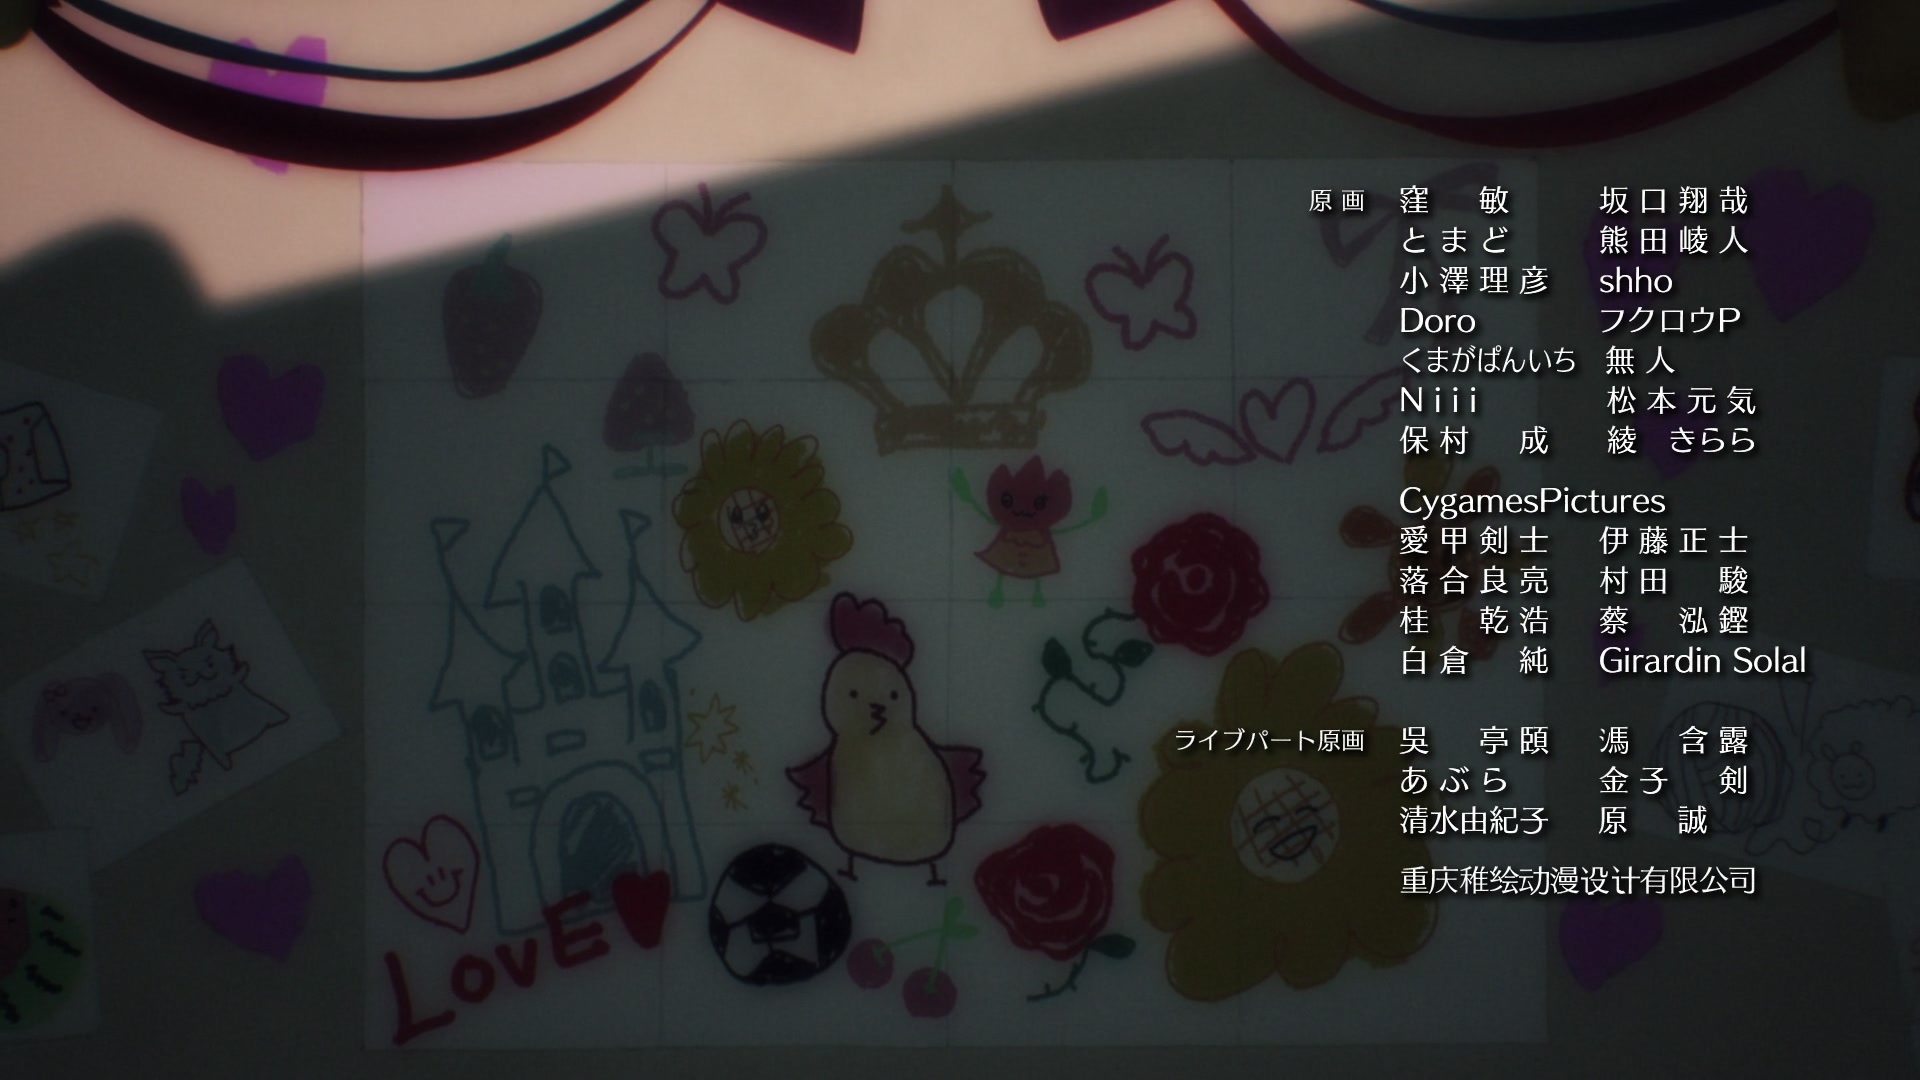 原画 窪 敏 坂口翔哉
とまど 熊田崚人
小澤理彦 shho
Doro フクロウP
くまがぱんいち 無人
Niii 松本元気
保村 成 綾 きらら
CygamesPictures
愛甲剣士 伊藤正士
落合良亮 村田 駿
桂 乾浩 蔡 泓鏗
白倉 純 Girardin Solal
ライブパート原画 吳 亭頤 馮 含露
あぶら 金子 剣
清水由紀子 原 誠
重庆稚绘动漫设计有限公司
LOVE